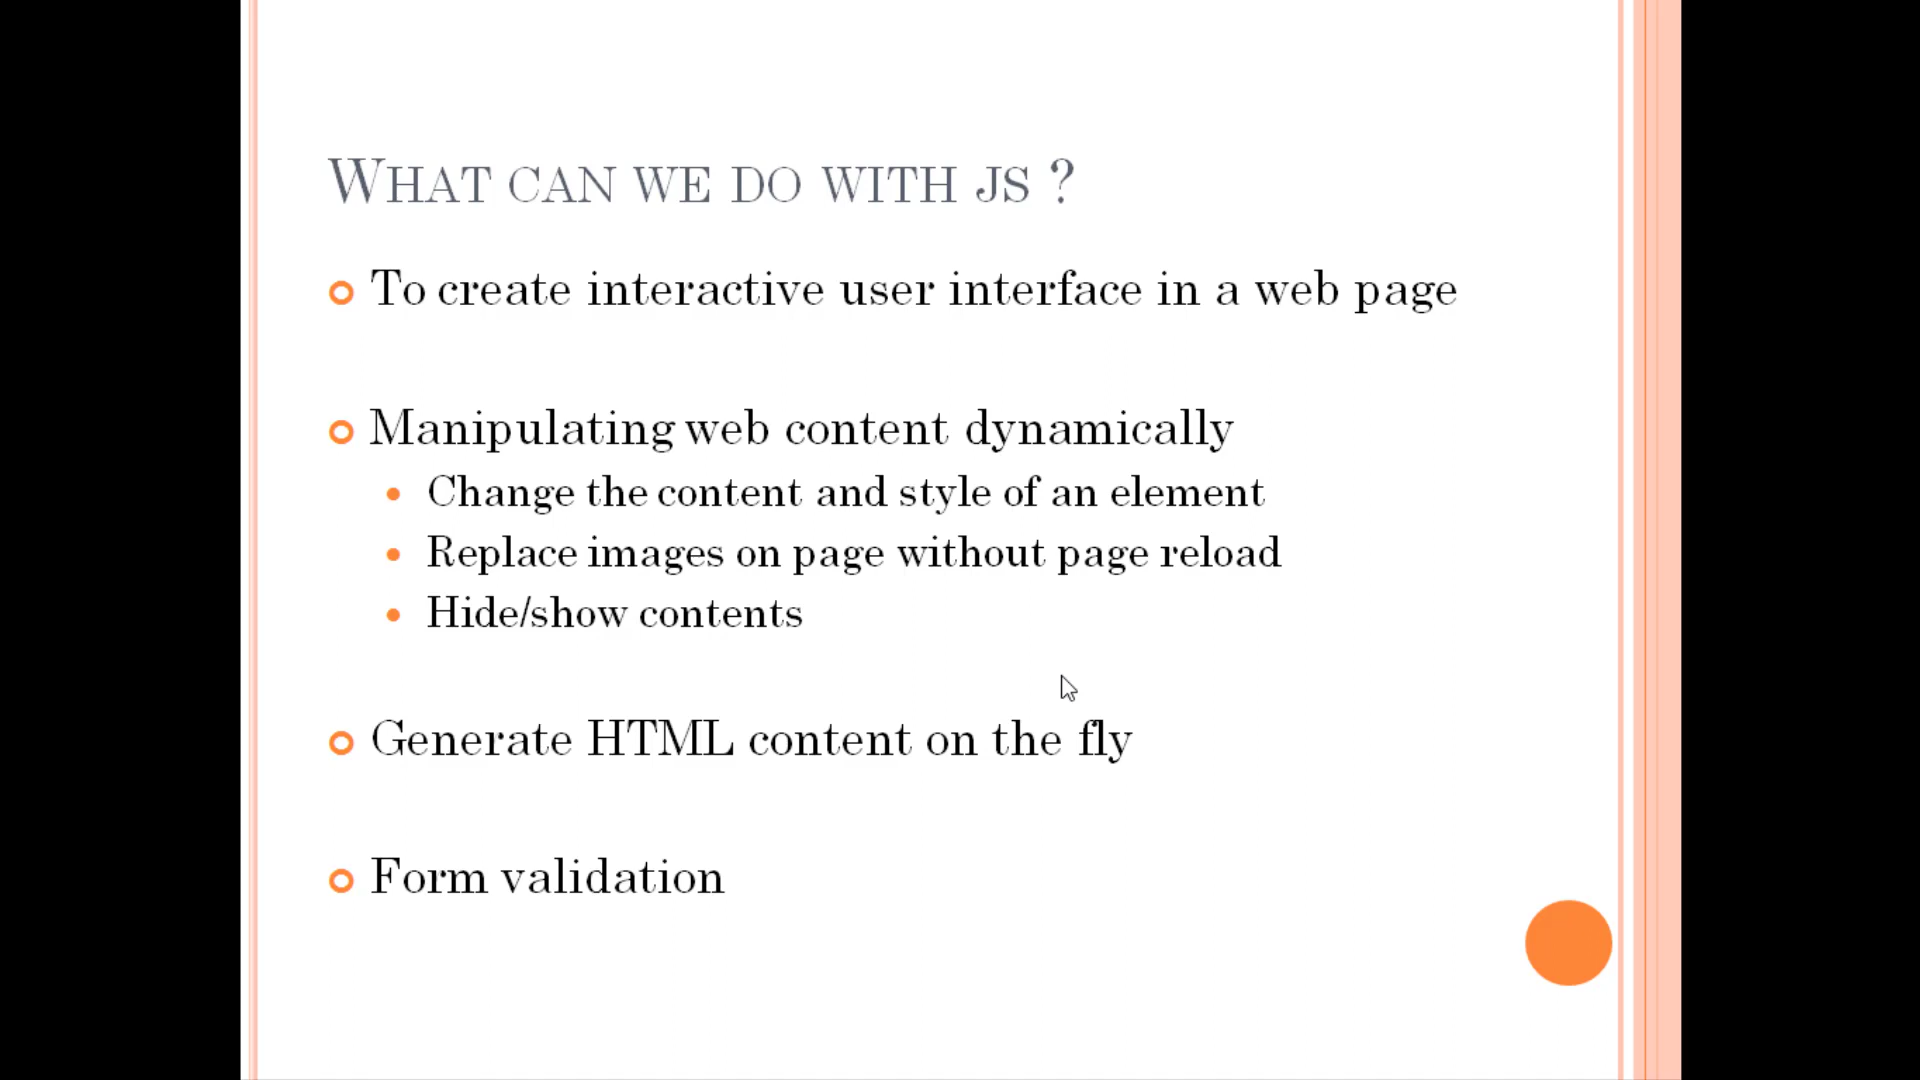 What can we do with js ?
To create interactive user interface in a web page
Manipulating web content dynamically
Change the content and style of an element
Replace images on page without page reload
Hide/show contents
Generate HTML content on the fly
Form validation